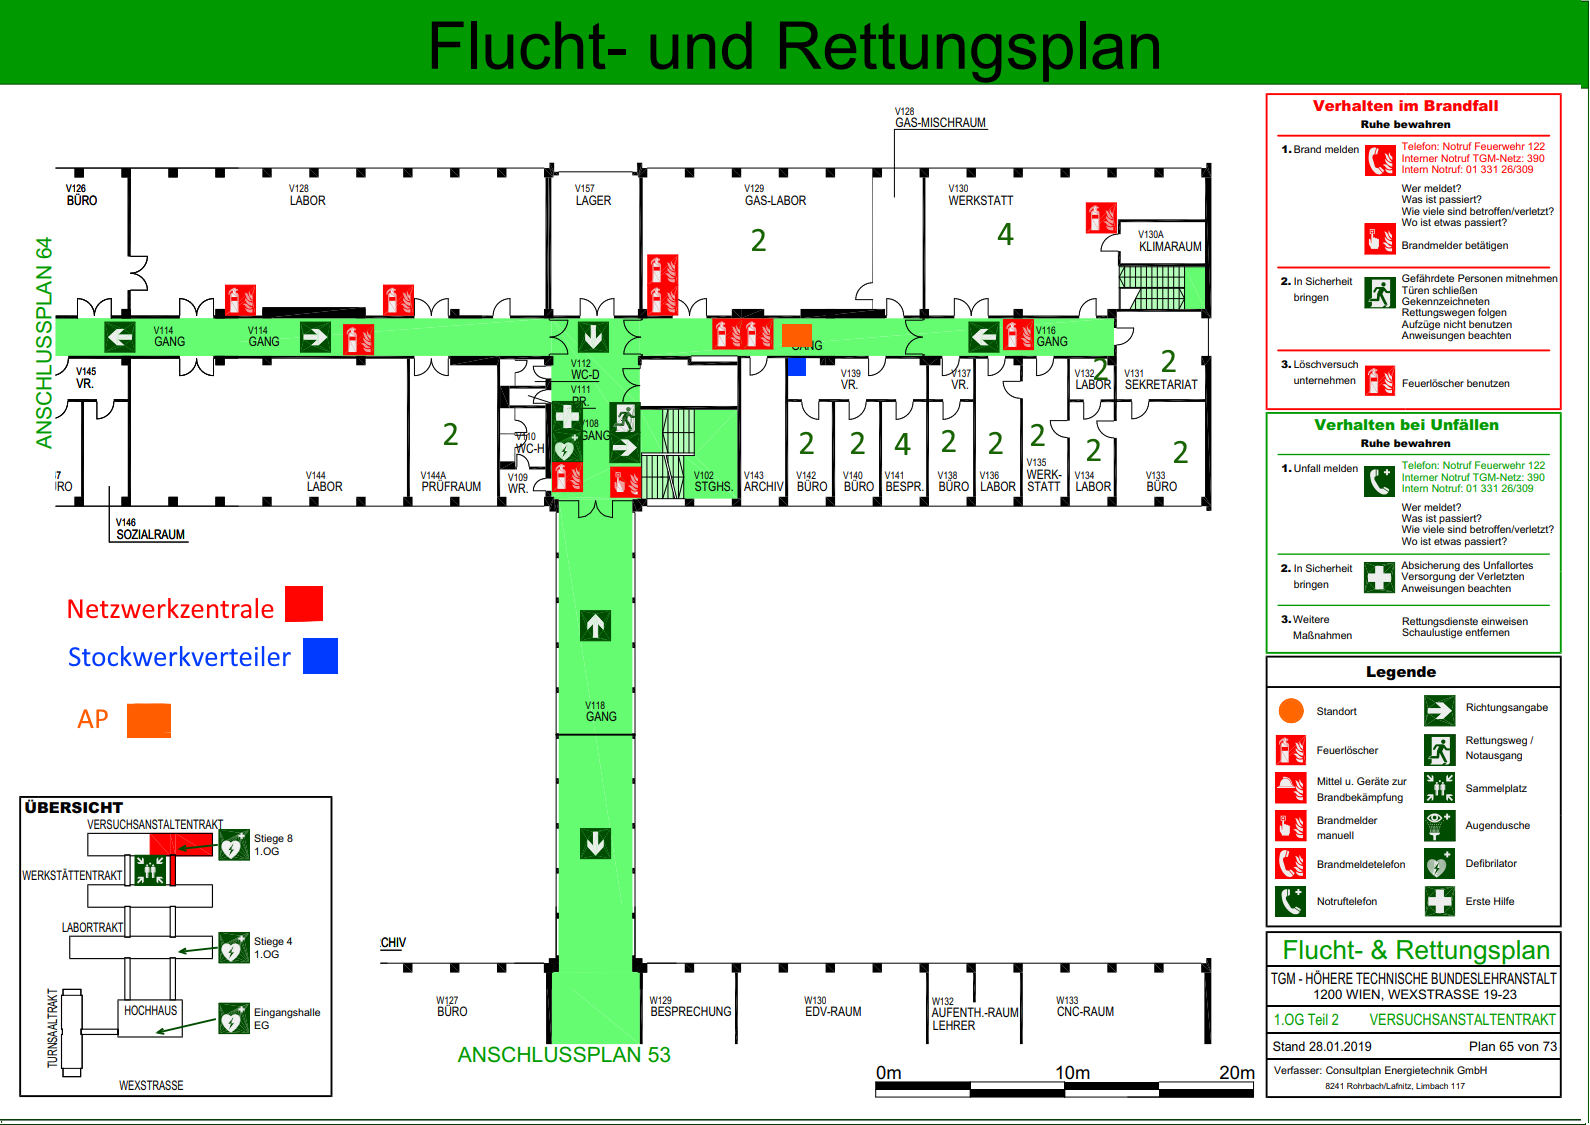 Flucht- und Rettungsplan
V128
GAS-MISCHRAUM
V126
BÜRO
V128
LABOR
V157
LAGER
V129
GAS-LABOR
V130
WERKSTATT
2
4
V130A
KLIMARAUM
ANSCHLUSSPLAN 64
V114
GANG
V114
GANG
GANG
V116
GANG
V145
VR.
V112
WC-D
V111
PR.
V108
GANG
V110
WC-H
V109
WR.
V139
VR.
V137
VR.
V132
LABOR
2
V131
SEKRETARIAT
2
2
2
2
4
2
2
2
2
2
V144
LABOR
V144A
PRÜFRAUM
V102
STGHS.
V143
ARCHIV
V142
BÜRO
V140
BÜRO
V141
BESPR.
V138
BÜRO
V136
LABOR
V135
WERK-
STATT
V134
LABOR
V133
BÜRO
V146
SOZIALRAUM
Netzwerkzentrale
Stockwerkverteiler
AP
V118
GANG
CHIV
W127
BÜRO
W129
BESPRECHUNG
W130
EDV-RAUM
W132
AUFENTH.-RAUM
LEHRER
W133
CNC-RAUM
ANSCHLUSSPLAN 53
0m 10m 20m
ÜBERSICHT
VERSUCHSANSTALTENTRAKT
Stiege 8
1.OG
WERKSTÄTTENTRAKT
LABORTRAKT
Stiege 4
1.OG
HOCHHAUS
Eingangshalle
EG
TURNSAALTRAKT
WEXSTRASSE
Verhalten im Brandfall
Ruhe bewahren
1. Brand melden
Telefon: Notruf Feuerwehr 122
Interner Notruf TGM-Netz: 390
Intern Notruf: 01 331 26/309
Wer meldet?
Was ist passiert?
Wie viele sind betroffen/verletzt?
Wo ist etwas passiert?
Brandmelder betätigen
2. In Sicherheit
bringen
Gefährdete Personen mitnehmen
Türen schließen
Gekennzeichneten
Rettungswegen folgen
Aufzüge nicht benutzen
Anweisungen beachten
3. Löschversuch
unternehmen
Feuerlöscher benutzen
Verhalten bei Unfällen
Ruhe bewahren
1. Unfall melden
Telefon: Notruf Feuerwehr 122
Interner Notruf TGM-Netz: 390
Intern Notruf: 01 331 26/309
Wer meldet?
Was ist passiert?
Wie viele sind betroffen/verletzt?
Wo ist etwas passiert?
2. In Sicherheit
bringen
Absicherung des Unfallortes
Versorgung der Verletzten
Anweisungen beachten
3. Weitere
Maßnahmen
Rettungsdienste einweisen
Schaulustige entfernen
Legende
Standort
Richtungsangabe
Feuerlöscher
Rettungsweg /
Notausgang
Mittel u. Geräte zur
Brandbekämpfung
Sammelplatz
Brandmelder
manuell
Augendusche
Brandmeldetelefon
Defibrilator
Notruftelefon
Erste Hilfe
Flucht- & Rettungsplan
TGM - HÖHERE TECHNISCHE BUNDESLEHRANSTALT
1200 WIEN, WEXSTRASSE 19-23
1.OG Teil 2 VERSUCHSANSTALTENTRAKT
Stand 28.01.2019 Plan 65 von 73
Verfasser: Consultplan Energietechnik GmbH
8241 Rohrbach/Lafnitz, Limbach 117